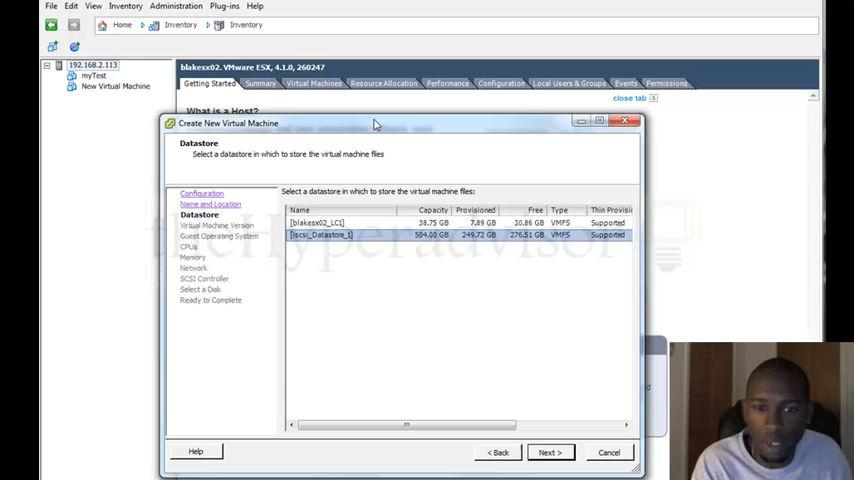 File Edit View Inventory Administration Plug-ins Help
Home Inventory Inventory
192.168.2.113
myTest
New Virtual Machine
blakesx02. VMware ESX, 4.1.0, 260247
Getting Started Summary Virtual Machines Resource Allocation Performance Configuration Local Users & Groups Events Permissions
close tab
What is a Host?
Create New Virtual Machine
Datastore
Select a datastore in which to store the virtual machine files
Configuration
Name and Location
Datastore
Virtual Machine Version
Guest Operating System
CPUs
Memory
Network
SCSI Controller
Select a Disk
Ready to Complete
Select a datastore in which to store the virtual machine files:
Name Capacity Provisioned Free Type Thin Provisio
[blakesx02_LC1] 38.75 GB 7.89 GB 30.86 GB VMFS Supported
[iscsi_Datastore_1] 504.00 GB 249.72 GB 276.51 GB VMFS Supported
theHyperadvisor
Help < Back Next > Cancel